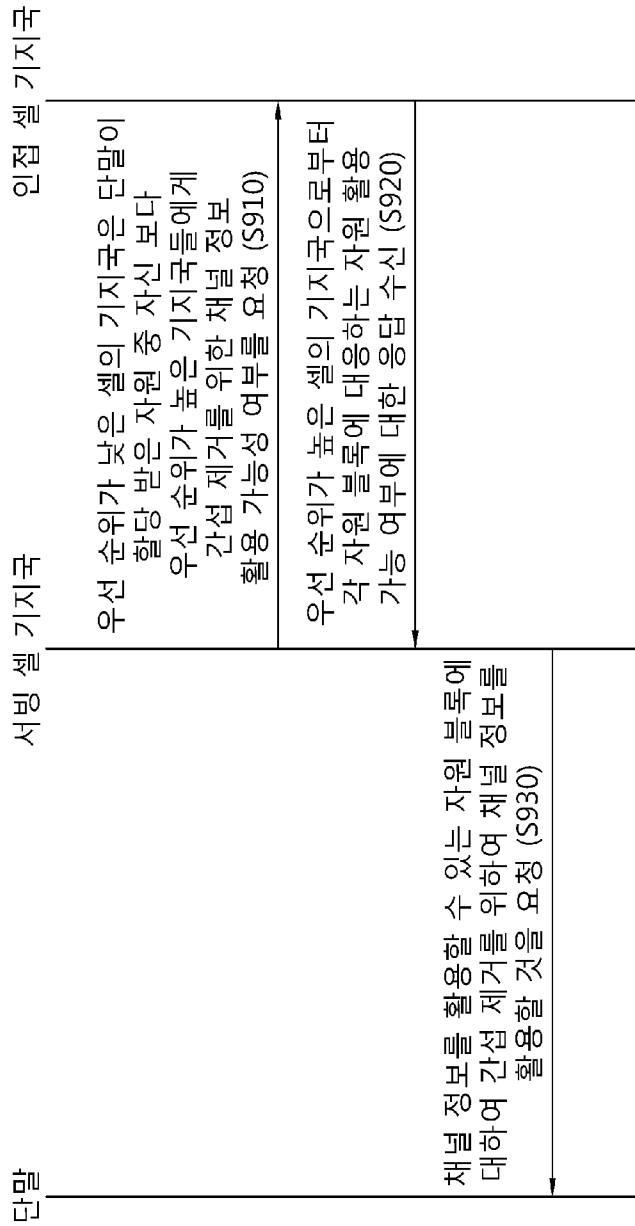 단말
서빙 셀 기지국
인접 셀 기지국
우선 순위가 낮은 셀의 기지국은 단말이
할당 받은 자원 중 자신 보다
우선 순위가 높은 기지국들에게
간섭 제거를 위한 채널 정보
활용 가능성 여부를 요청 (S910)
우선 순위가 높은 셀의 기지국으로부터
각 자원 블록에 대응하는 자원 활용
가능 여부에 대한 응답 수신 (S920)
채널 정보를 활용할 수 있는 자원 블록에
대하여 간섭 제거를 위하여 채널 정보를
활용할 것을 요청 (S930)